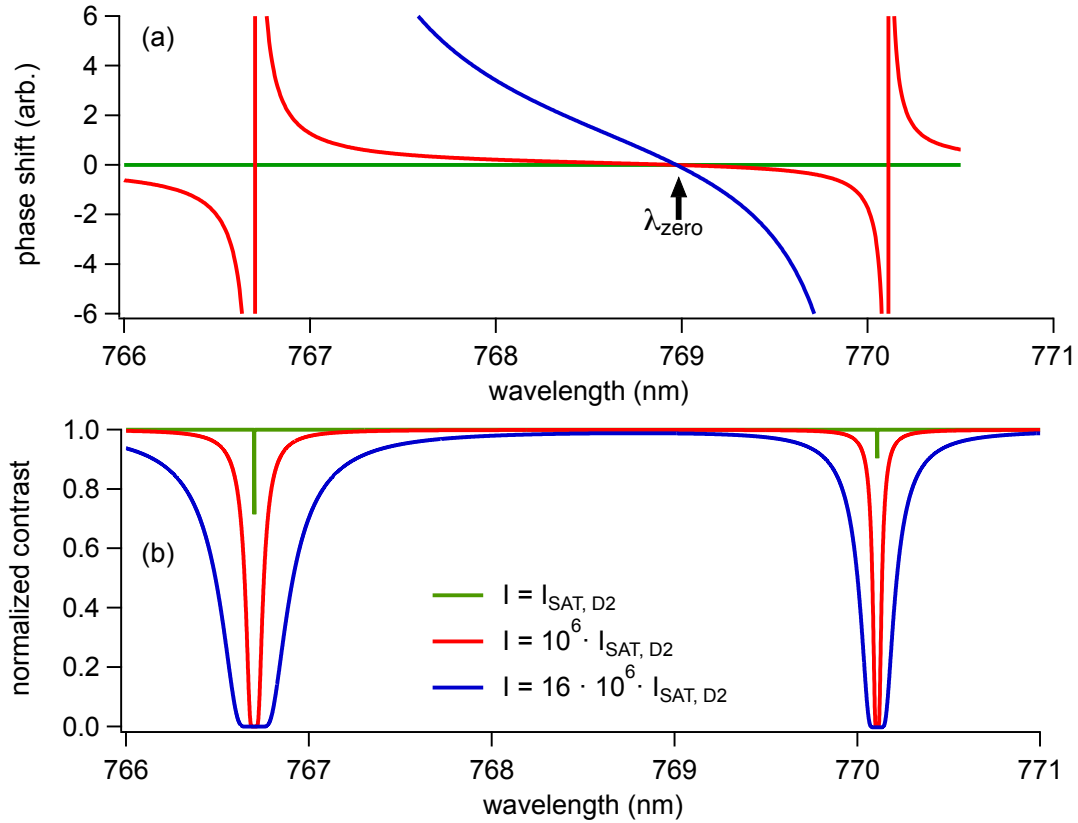 (a)
phase shift (arb.)
6
4
2
0
-2
-4
-6
λzero
766 767 768 769 770 771
wavelength (nm)
(b)
normalized contrast
1.0
0.8
0.6
0.4
0.2
0.0
I = ISAT, D2
I = 10^6· ISAT, D2
I = 16 · 10^6· ISAT, D2
766 767 768 769 770 771
wavelength (nm)